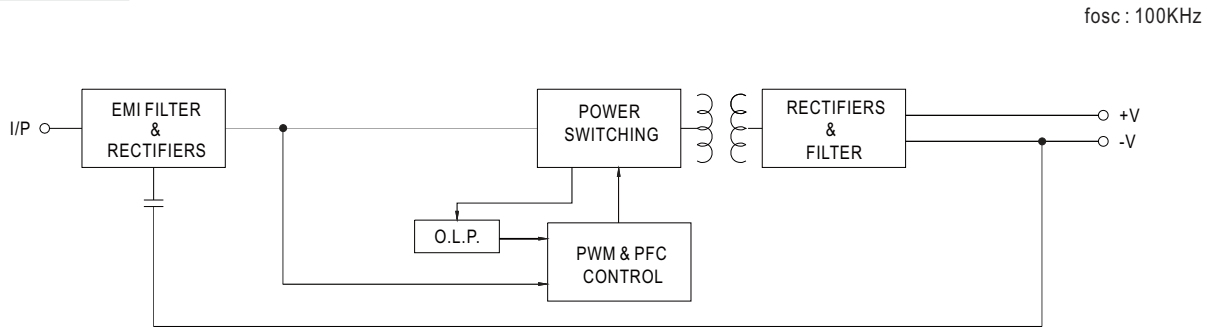 fosc : 100KHz
I/P
EMI FILTER
&
RECTIFIERS
POWER
SWITCHING
RECTIFIERS
&
FILTER
+V
-V
O.L.P.
PWM & PFC
CONTROL